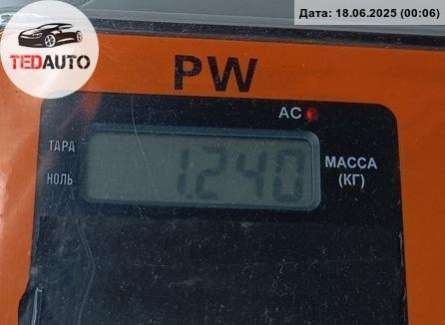 Дата: 18.06.2025 (00:06)
TEDAUTO
PW
AC
ТАРА
НОЛЬ
1.240
МАССА
(КГ)